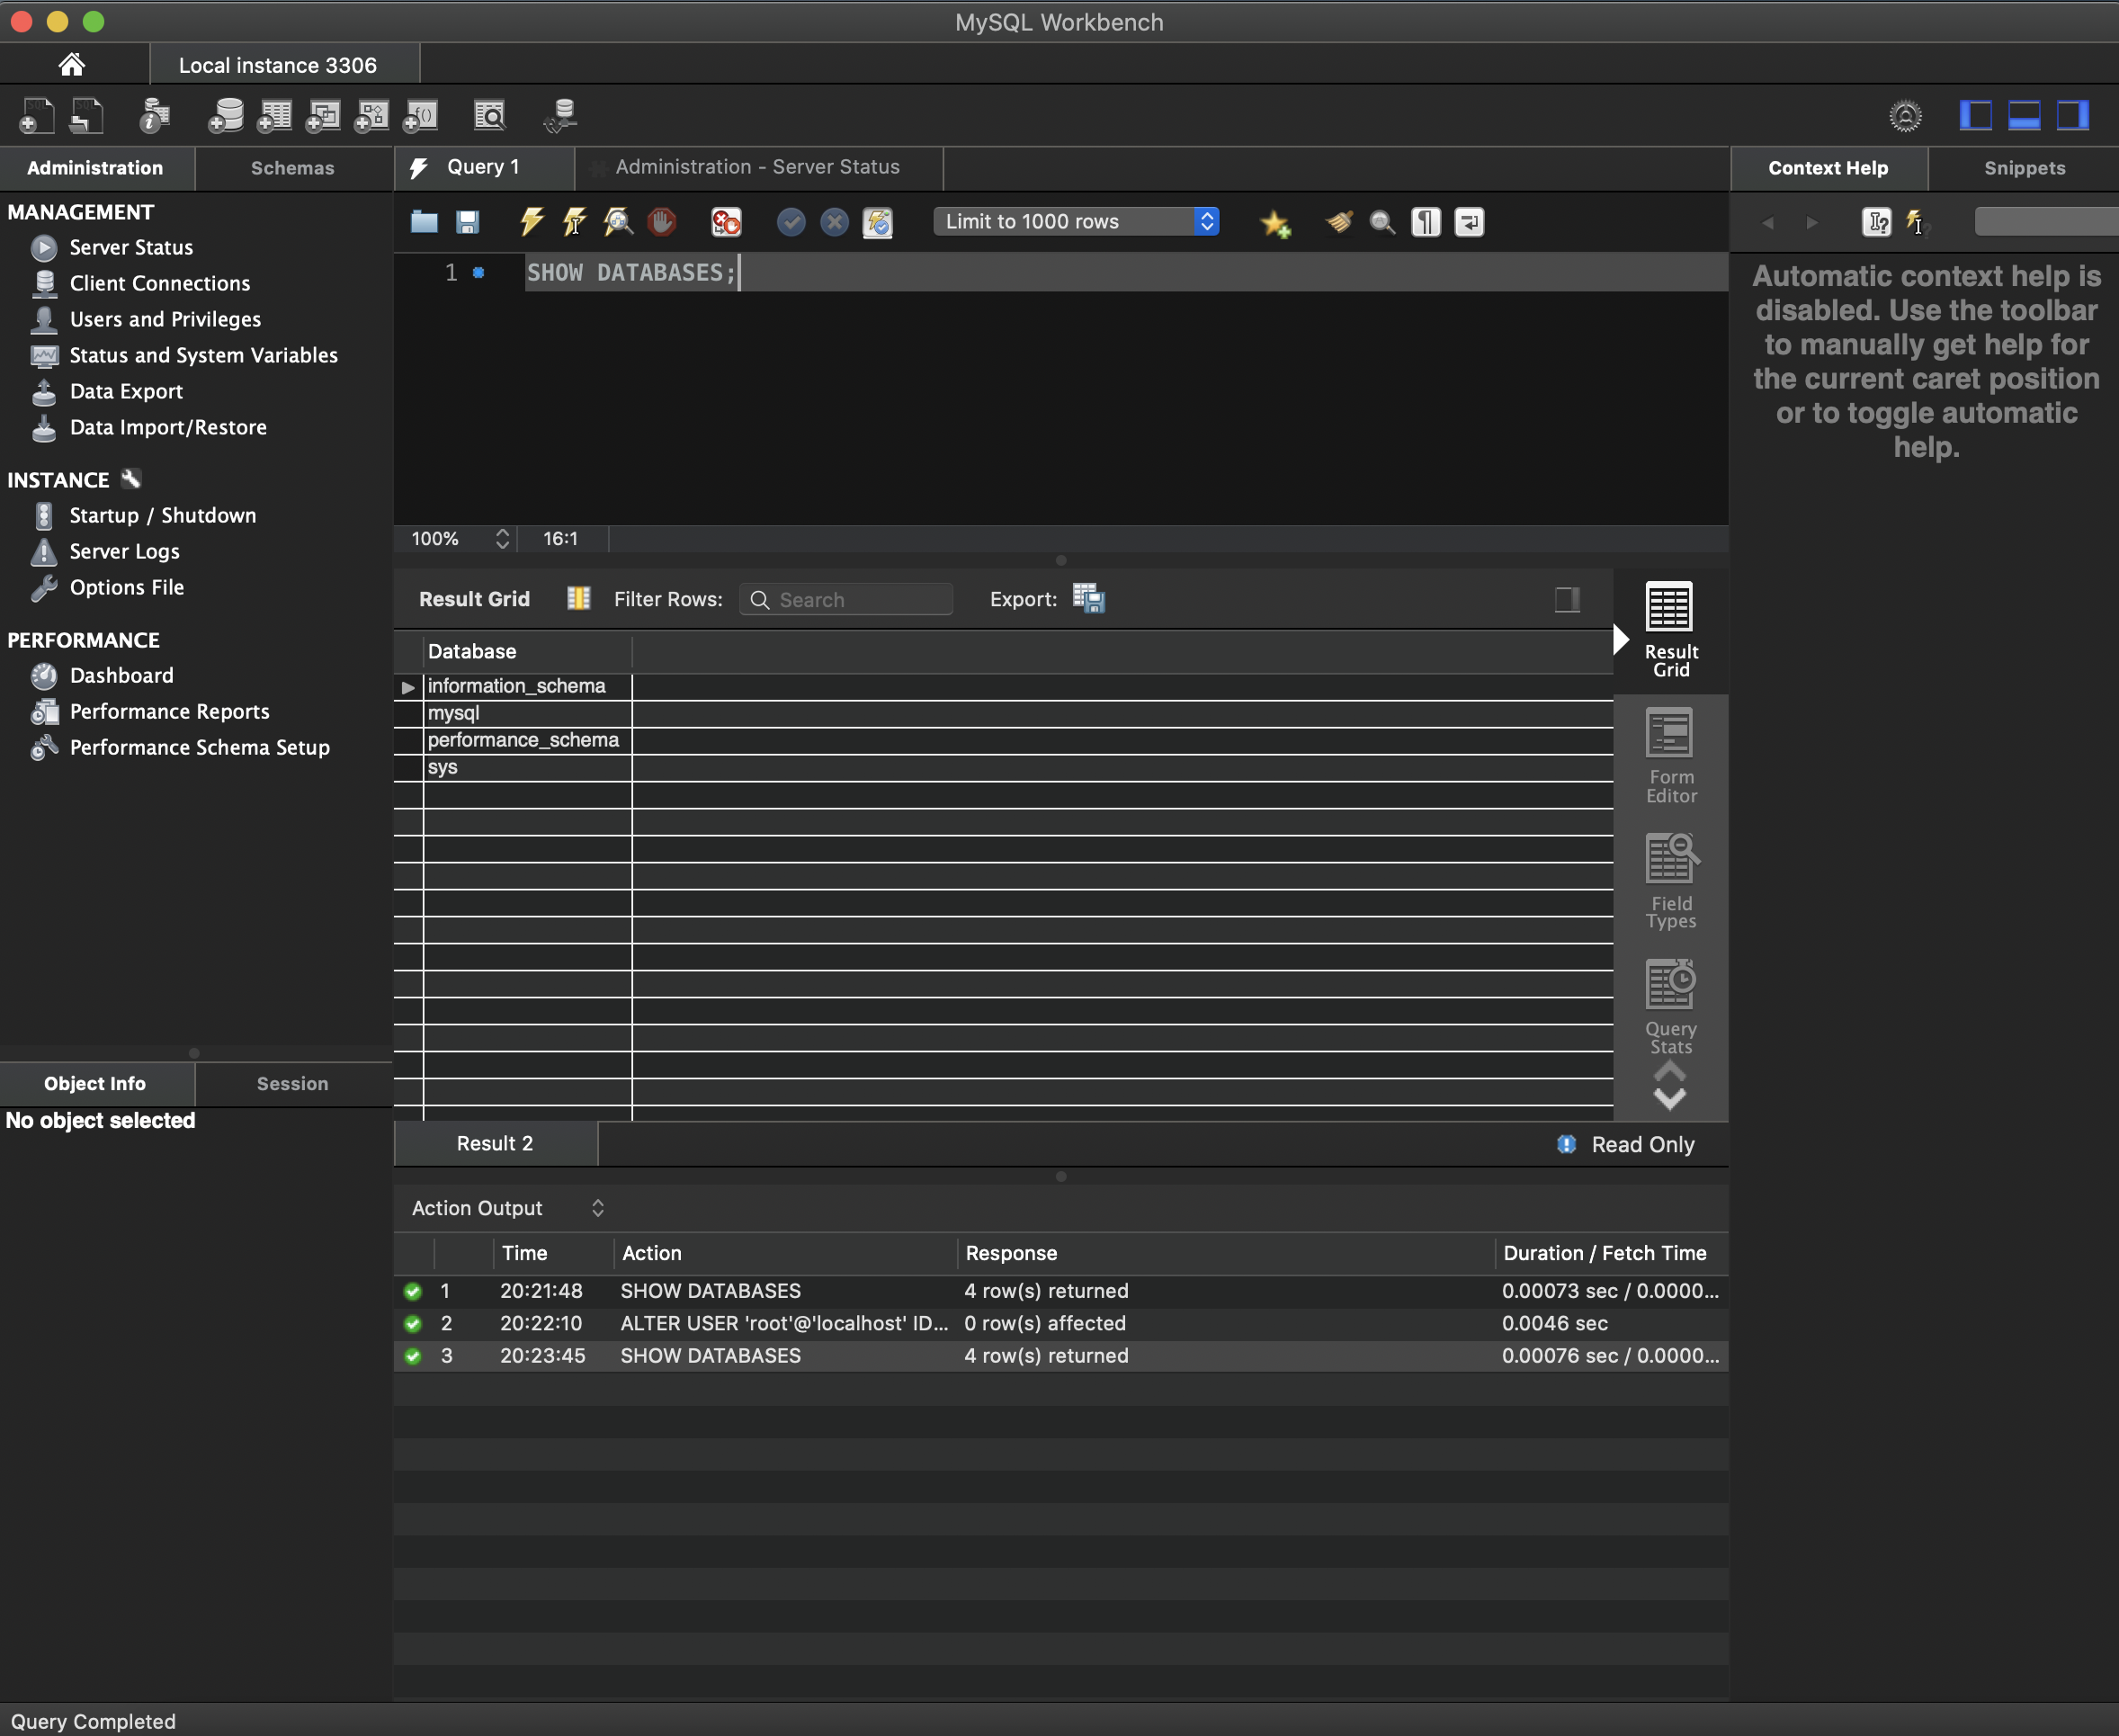 MySQL Workbench
Local instance 3306
Administration
Schemas
Query 1
Administration - Server Status
Context Help
Snippets
MANAGEMENT
Server Status
Client Connections
Users and Privileges
Status and System Variables
Data Export
Data Import/Restore
INSTANCE
Startup / Shutdown
Server Logs
Options File
PERFORMANCE
Dashboard
Performance Reports
Performance Schema Setup
Object Info
Session
No object selected
Limit to 1000 rows
1
SHOW DATABASES;
100%
16:1
Result Grid
Filter Rows:
Search
Export:
Database
information_schema
mysql
performance_schema
sys
Result
Grid
Form
Editor
Field
Types
Query
Stats
Result 2
Read Only
Action Output
Time Action Response Duration / Fetch Time
1 20:21:48 SHOW DATABASES 4 row(s) returned 0.00073 sec / 0.0000...
2 20:22:10 ALTER USER 'root'@'localhost' ID... 0 row(s) affected 0.0046 sec
3 20:23:45 SHOW DATABASES 4 row(s) returned 0.00076 sec / 0.0000...
Automatic context help is
disabled. Use the toolbar
to manually get help for
the current caret position
or to toggle automatic
help.
Query Completed